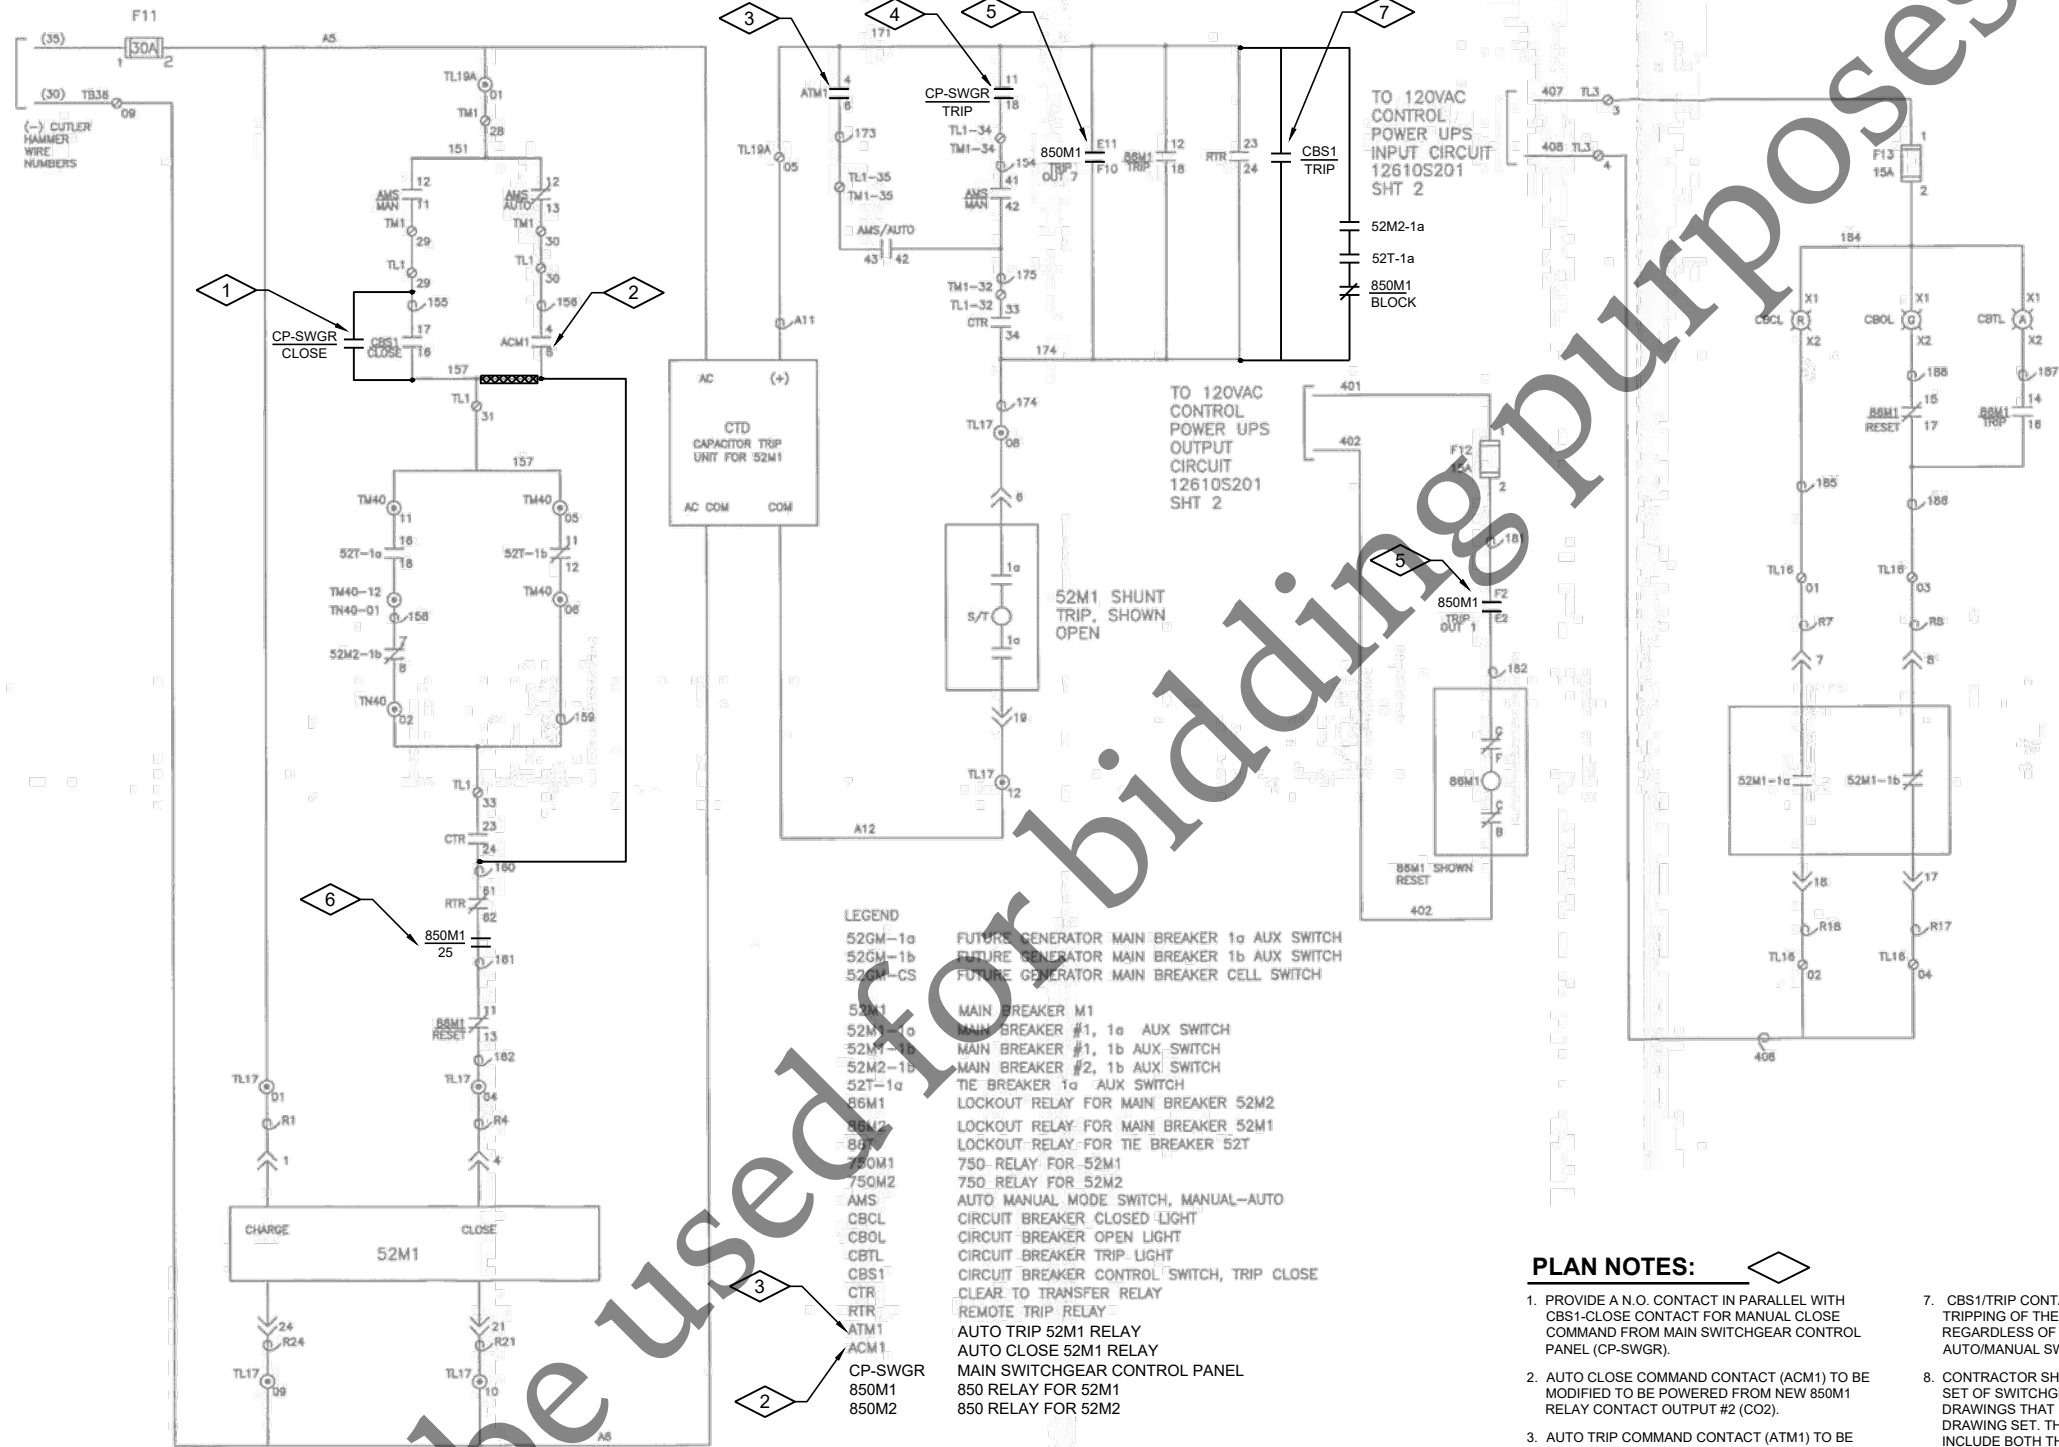 F11
(35)
30A
1 2
A5
(30) TB36
09
(-) CUTLER
HAMMER
WIRE
NUMBERS
TL19A
01
TM1
28
151
12
AMS
MAN
11
12
AMS
AUTO
13
TM1
29
TM1
30
TL1
29
TL1
30
1
2
155
156
CP-SWGR
CLOSE
17
CBS1
CLOSE
16
4
ACM1
157
TL1
31
157
TM40
11
TM40
05
16
52T-1a
18
11
52T-1b
12
TM40-12
TN40-01
158
TM40
06
7
52M2-1b
8
TN40
02
159
TL1
33
23
CTR
24
160
61
RTR
62
6
850M1
25
161
11
86M1
RESET
13
162
TL17
01
TL17
04
R1
R4
1
4
CHARGE
CLOSE
52M1
24
R24
21
R21
TL17
09
TL17
10
A6
3
4
5
7
171
4
ATM1
6
11
CP-SWGR
TRIP
18
TL19A
05
173
TL1-34
TM1-34
154
TL1-35
TM1-35
41
AMS
MAN
42
AMS/AUTO
43 42
E11
850M1
TRIP
OUT 7
F10
12
86M1
TRIP
18
23
RTR
24
CBS1
TRIP
52M2-1a
52T-1a
850M1
BLOCK
175
TM1-32
TL1-32
33
CTR
34
A11
174
AC (+)
CTD
CAPACITOR TRIP
UNIT FOR 52M1
AC COM COM
174
TL17
08
6
1a
S/T
1a
52M1 SHUNT
TRIP, SHOWN
OPEN
19
TL17
12
A12
TO 120VAC
CONTROL
POWER UPS
INPUT CIRCUIT
12610S201
SHT 2
407 TL3
3
408 TL3
4
1
F13
15A
2
184
X1
CBCL R
X2
X1
CBOL G
X2
X1
CBTL A
X2
188
187
15
86M1
RESET
17
14
86M1
TRIP
16
185
186
TL16
01
TL16
03
R7
R8
7
8
52M1-1a
52M1-1b
18
17
R18
R17
TL16
02
TL16
04
408
TO 120VAC
CONTROL
POWER UPS
OUTPUT
CIRCUIT
12610S201
SHT 2
401
402
1
F12
15A
2
181
5
F2
850M1
TRIP
OUT 1
E2
182
G
F
86M1
C
B
86M1 SHOWN
RESET
402
LEGEND
52GM-1a FUTURE GENERATOR MAIN BREAKER 1a AUX SWITCH
52GM-1b FUTURE GENERATOR MAIN BREAKER 1b AUX SWITCH
52GM-CS FUTURE GENERATOR MAIN BREAKER CELL SWITCH
52M1 MAIN BREAKER M1
52M1-1a MAIN BREAKER #1, 1a AUX SWITCH
52M1-1b MAIN BREAKER #1, 1b AUX SWITCH
52M2-1b MAIN BREAKER #2, 1b AUX SWITCH
52T-1a TIE BREAKER 1a AUX SWITCH
86M1 LOCKOUT RELAY FOR MAIN BREAKER 52M2
86M2 LOCKOUT RELAY FOR MAIN BREAKER 52M1
86T LOCKOUT RELAY FOR TIE BREAKER 52T
750M1 750 RELAY FOR 52M1
750M2 750 RELAY FOR 52M2
AMS AUTO MANUAL MODE SWITCH, MANUAL-AUTO
CBCL CIRCUIT BREAKER CLOSED LIGHT
CBOL CIRCUIT BREAKER OPEN LIGHT
CBTL CIRCUIT BREAKER TRIP LIGHT
CBS1 CIRCUIT BREAKER CONTROL SWITCH, TRIP CLOSE
CTR CLEAR TO TRANSFER RELAY
RTR REMOTE TRIP RELAY
3
ATM1 AUTO TRIP 52M1 RELAY
ACM1 AUTO CLOSE 52M1 RELAY
CP-SWGR MAIN SWITCHGEAR CONTROL PANEL
850M1 850 RELAY FOR 52M1
2
850M2 850 RELAY FOR 52M2
PLAN NOTES:
1. PROVIDE A N.O. CONTACT IN PARALLEL WITH
CBS1-CLOSE CONTACT FOR MANUAL CLOSE
COMMAND FROM MAIN SWITCHGEAR CONTROL
PANEL (CP-SWGR).
2. AUTO CLOSE COMMAND CONTACT (ACM1) TO BE
MODIFIED TO BE POWERED FROM NEW 850M1
RELAY CONTACT OUTPUT #2 (CO2).
3. AUTO TRIP COMMAND CONTACT (ATM1) TO BE
7. CBS1/TRIP CONT
TRIPPING OF THE
REGARDLESS OF
AUTO/MANUAL SW
8. CONTRACTOR SH
SET OF SWITCHG
DRAWINGS THAT
DRAWING SET. TH
INCLUDE BOTH TH
be used for bidding purposes